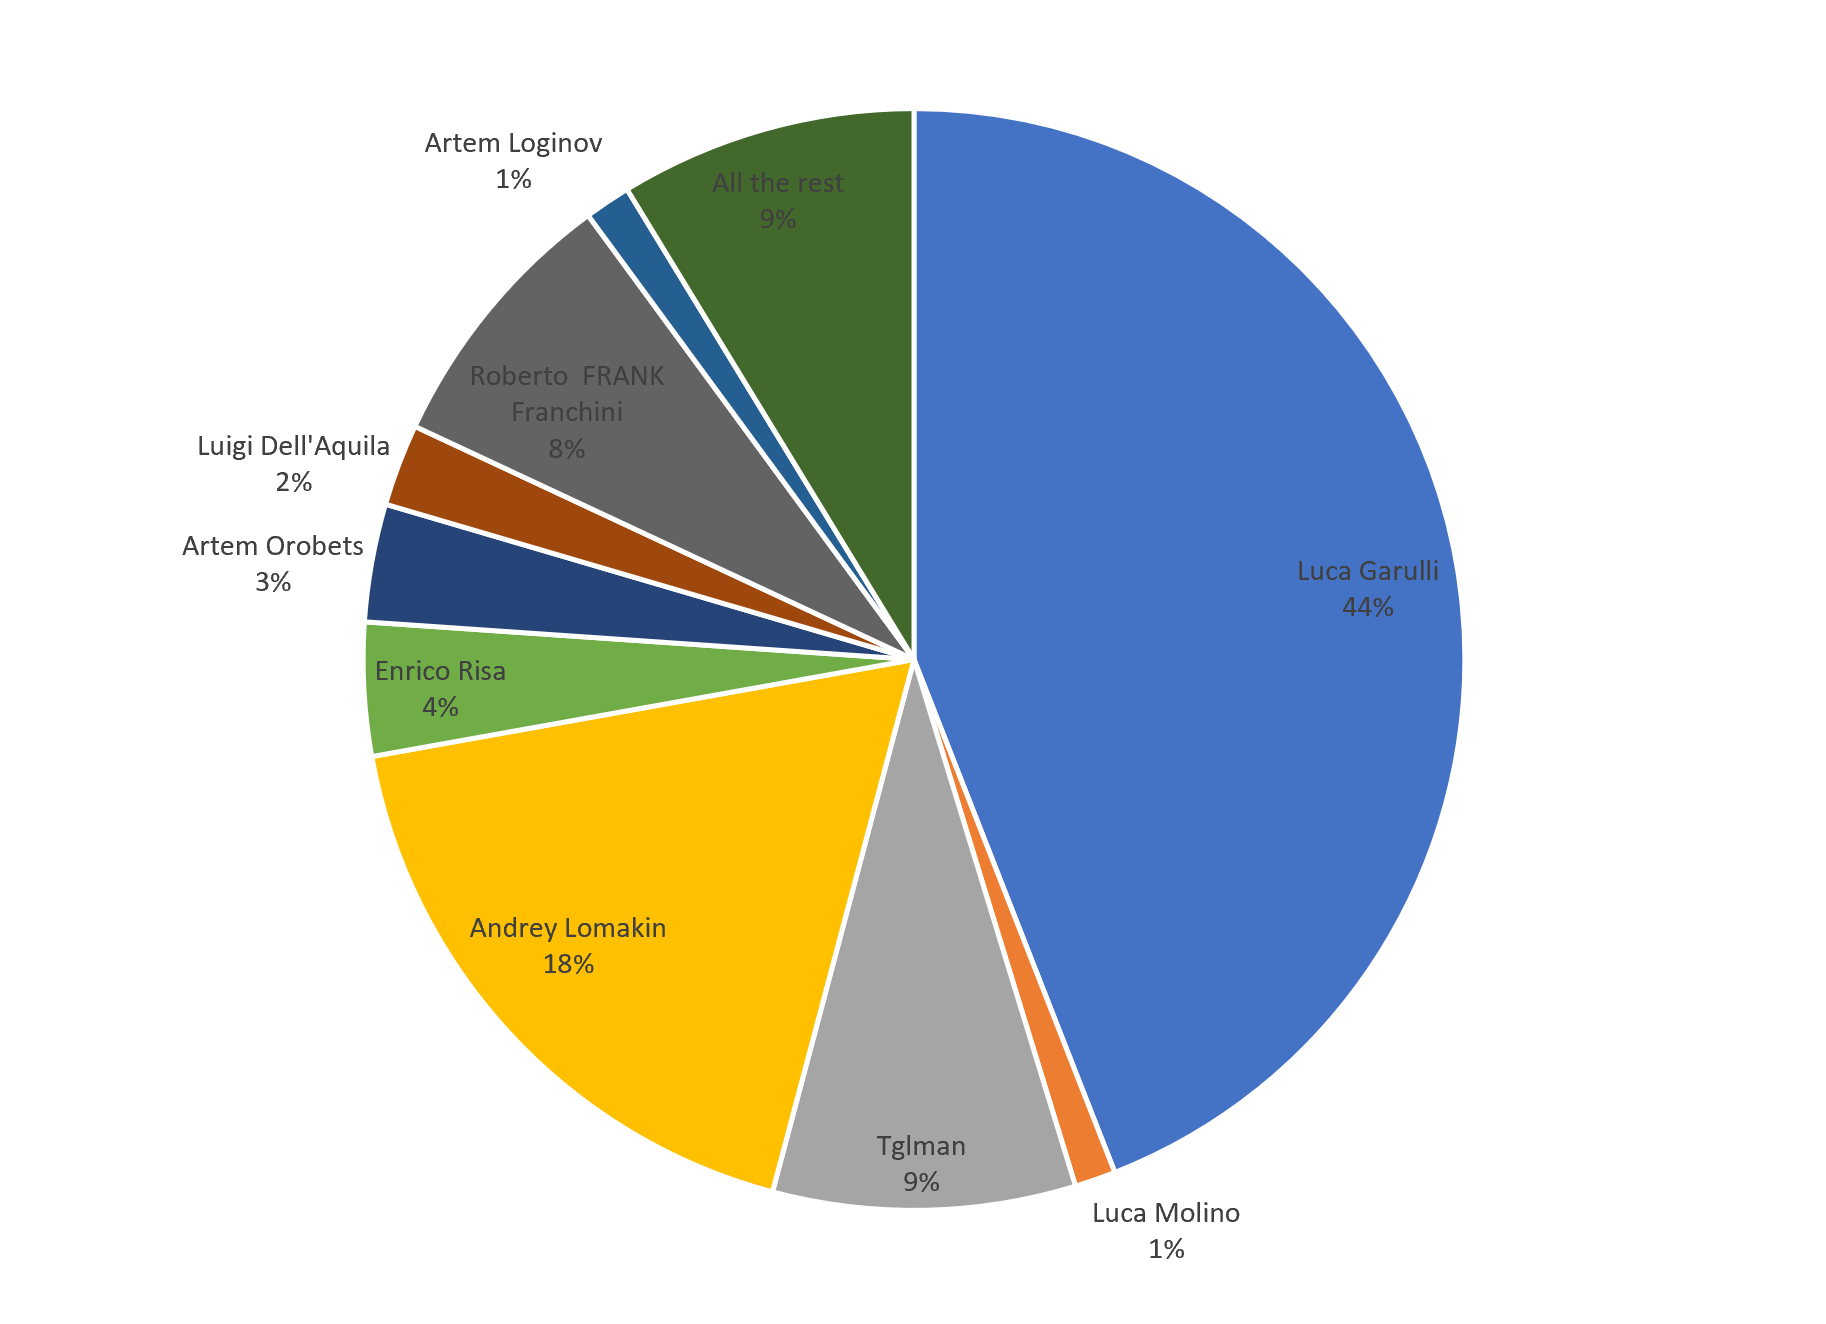 Artem Loginov
1%
All the rest
9%
Roberto  FRANK
Franchini
8%
Luigi Dell'Aquila
2%
Artem Orobets
3%
Luca Garulli
44%
Enrico Risa
4%
Andrey Lomakin
18%
Tglman
9%
Luca Molino
1%